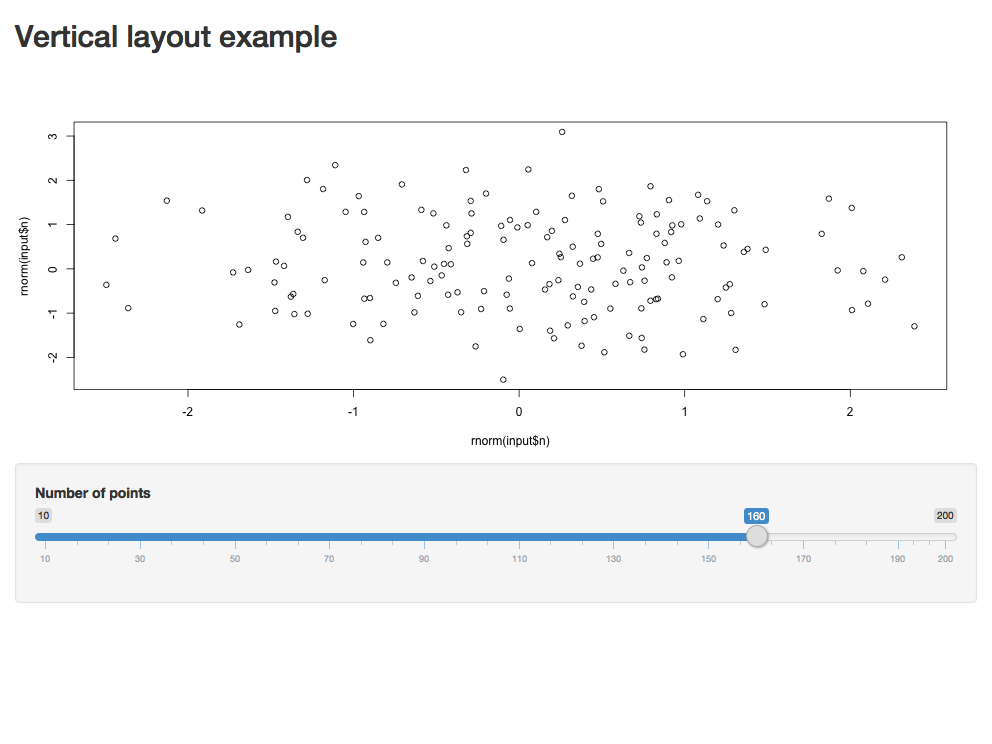 Vertical layout example
3
2
1
0
-1
-2
rnorm(input$n)
-2 -1 0 1 2
rnorm(input$n)
Number of points
10 160 200
10 30 50 70 90 110 130 150 170 190 200